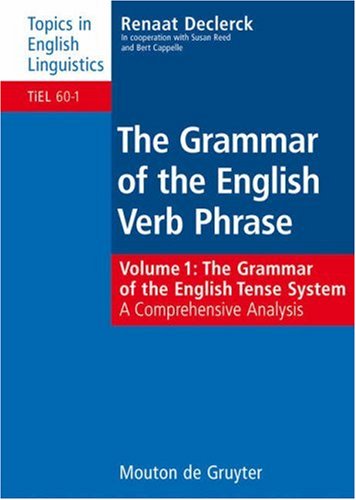 Topics in
English
Linguistics
TiEL 60-1
Renaat Declerck
In cooperation with Susan Reed
and Bert Cappelle
The Grammar
of the English
Verb Phrase
Volume 1: The Grammar
of the English Tense System
A Comprehensive Analysis
Mouton de Gruyter